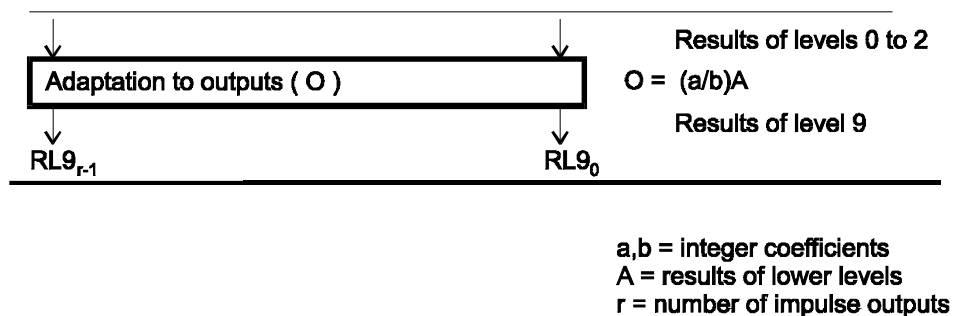 Results of levels 0 to 2
Adaptation to outputs ( O )
O = (a/b)A
Results of level 9
RL9r-1
RL90
a,b = integer coefficients
A = results of lower levels
r = number of impulse outputs